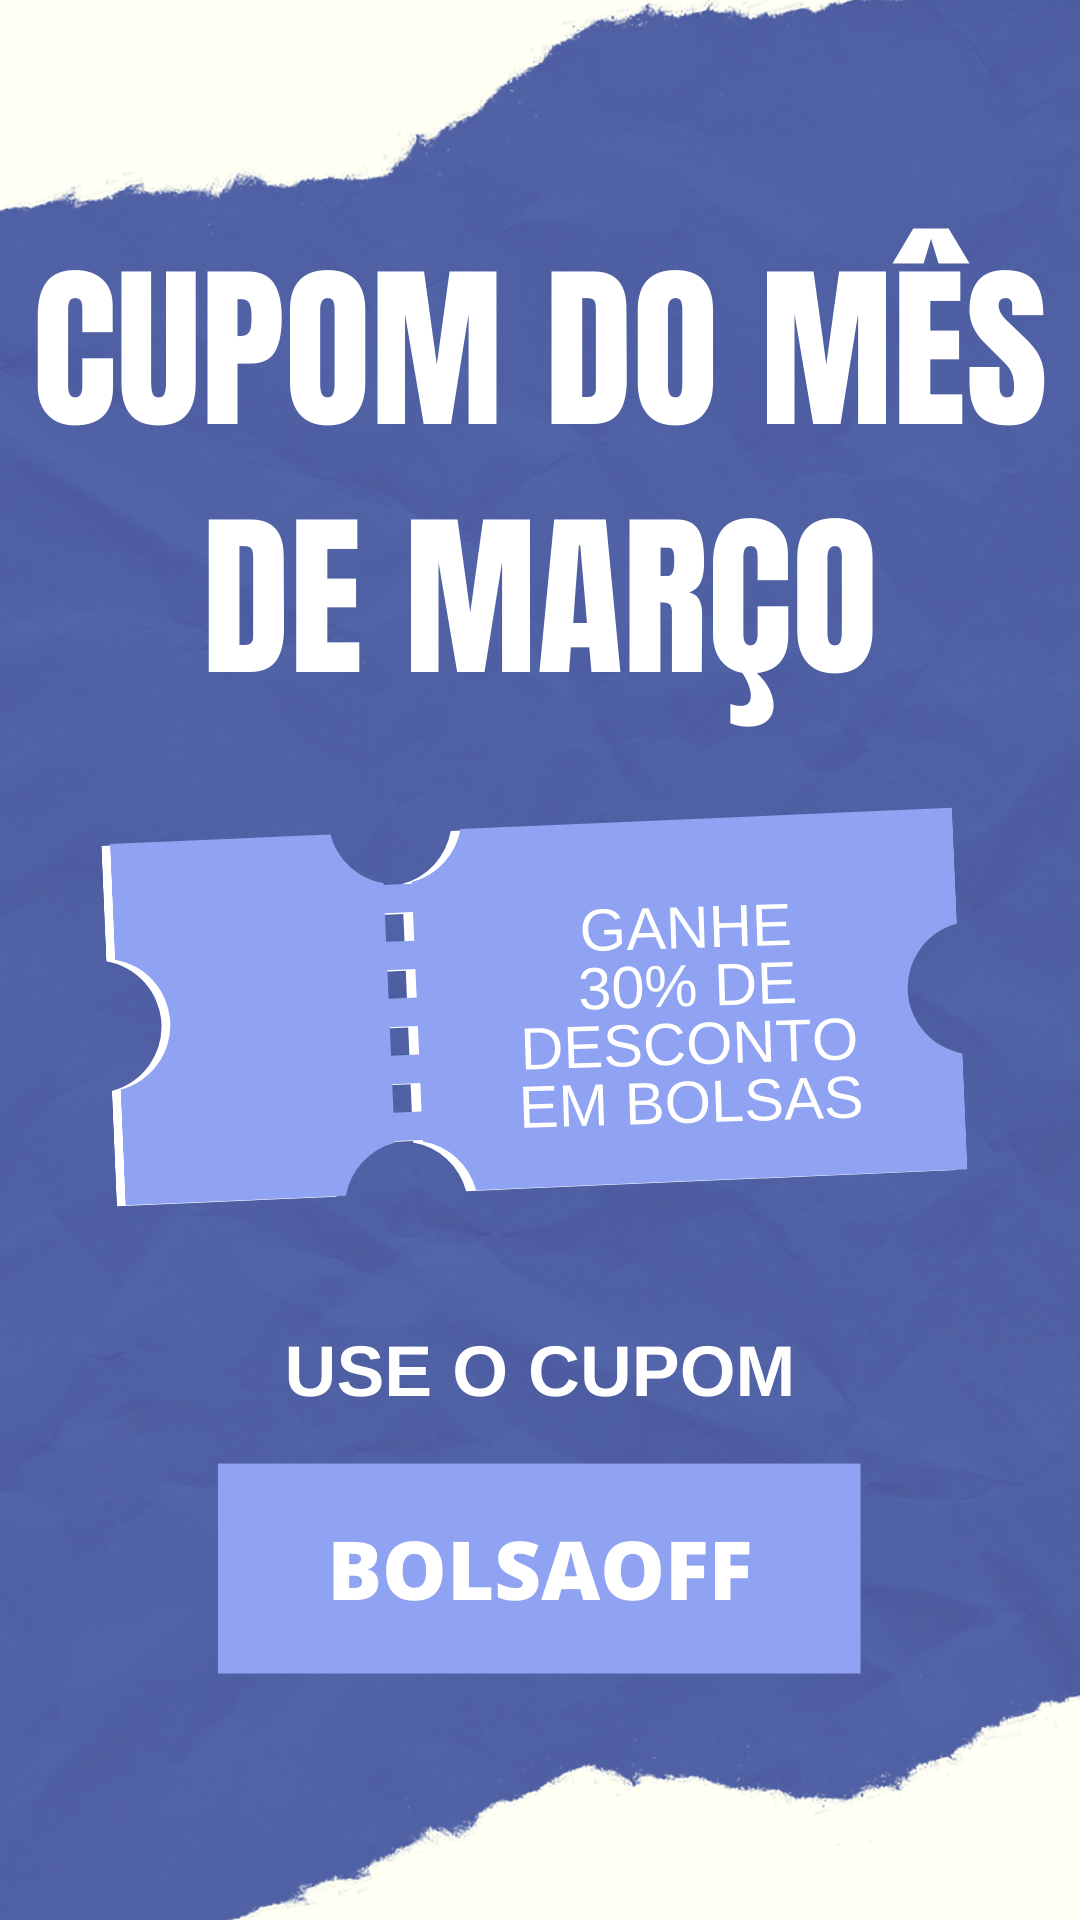 CUPOM DO MÊS
DE MARÇO
GANHE
30% DE
DESCONTO
EM BOLSAS
USE O CUPOM
BOLSAOFF